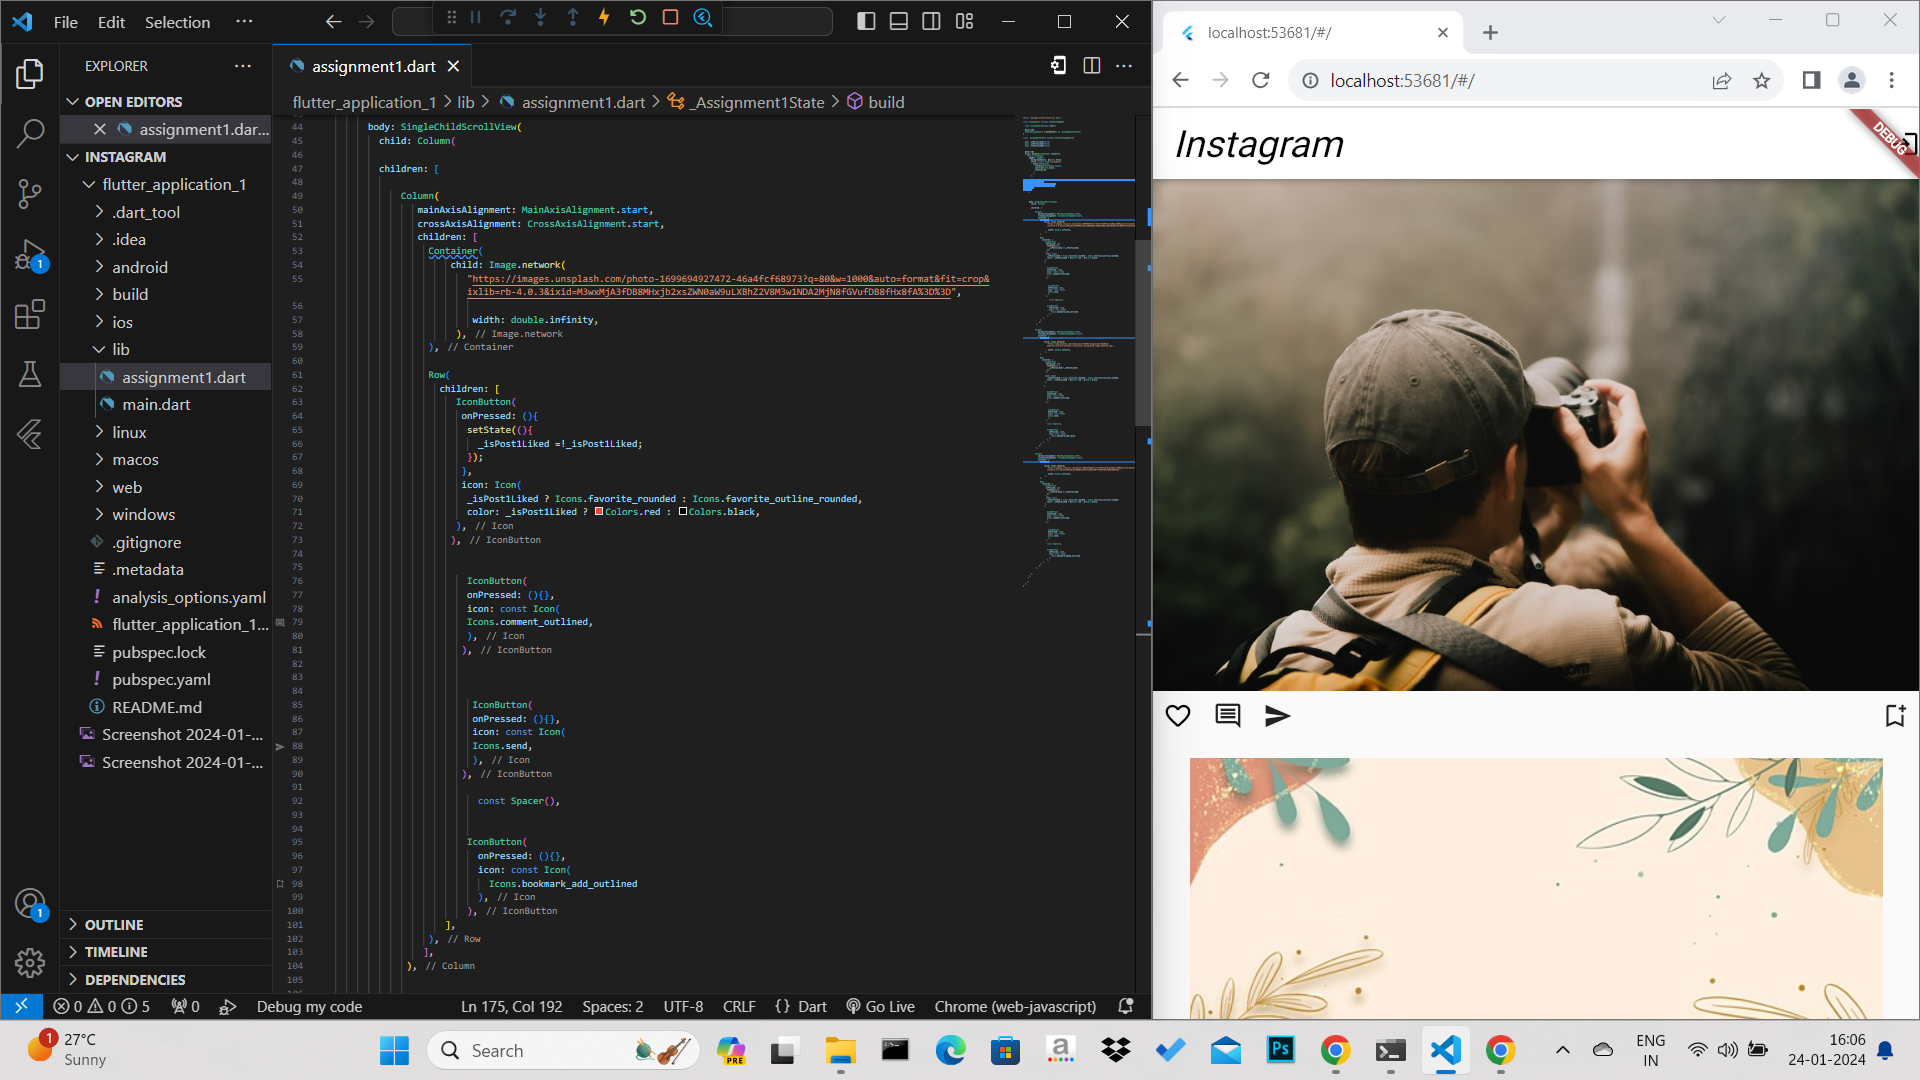 File Edit Selection ···
EXPLORER
OPEN EDITORS
assignment1.dar...
INSTAGRAM
flutter_application_1
.dart_tool
.idea
android
build
ios
lib
assignment1.dart
main.dart
linux
macos
web
windows
.gitignore
.metadata
analysis_options.yaml
flutter_application_1...
pubspec.lock
pubspec.yaml
README.md
Screenshot 2024-01-...
Screenshot 2024-01-...
OUTLINE
TIMELINE
DEPENDENCIES
1
1
assignment1.dart
flutter_application_1 > lib > assignment1.dart > _Assignment1State > build
44 body: SingleChildScrollView(
45 child: Column(
46
47 children: [
48
49 Column(
50 mainAxisAlignment: MainAxisAlignment.start,
51 crossAxisAlignment: CrossAxisAlignment.start,
52 children: [
53 Container(
54 child: Image.network(
55 "https://images.unsplash.com/photo-1699694927472-46a4fcf68973?q=80&w=1000&auto=format&fit=crop&
ixlib=rb-4.0.3&ixid=M3wxMjA3fDB8MHxjb2xsZWN0aW9uLXBhZ2V8M3w1NDA2MjN8fGVufDB8fHx8fA%3D%3D",
56
57 width: double.infinity,
58 ), // Image.network
59 ), // Container
60
61 Row(
62 children: [
63 IconButton(
64 onPressed: (){
65 setState((){
66 _isPost1Liked =!_isPost1Liked;
67 });
68 },
69 icon: Icon(
70 _isPost1Liked ? Icons.favorite_rounded : Icons.favorite_outline_rounded,
71 color: _isPost1Liked ? Colors.red : Colors.black,
72 ), // Icon
73 ), // IconButton
74
75
76 IconButton(
77 onPressed: (){},
78 icon: const Icon(
79 Icons.comment_outlined,
80 ), // Icon
81 ), // IconButton
82
83
84
85 IconButton(
86 onPressed: (){},
87 icon: const Icon(
88 Icons.send,
89 ), // Icon
90 ), // IconButton
91
92 const Spacer(),
93
94
95 IconButton(
96 onPressed: (){},
97 icon: const Icon(
98 Icons.bookmark_add_outlined
99 ), // Icon
100 ), // IconButton
101 ],
102 ), // Row
103 ],
104 ), // Column
105
0 0 5 0 Debug my code Ln 175, Col 192 Spaces: 2 UTF-8 CRLF {} Dart Go Live Chrome (web-javascript)
localhost:53681/#/
localhost:53681/#/
Instagram
DEBUG
1
27°C
Sunny
Search
PRE
a
Ps
ENG
IN
16:06
24-01-2024